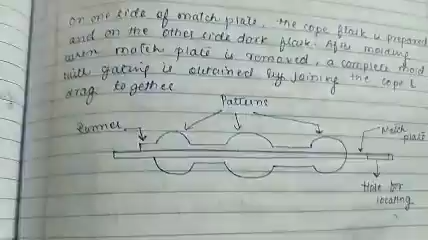 on one side of match plate, the cope flask is prepared
and on the other side dark flask. After molding
when match plate is removed, a complete mold
with gating is obtained by joining the cope &
drag together
Patterns
Runner
Match
plate
Hole for
locating